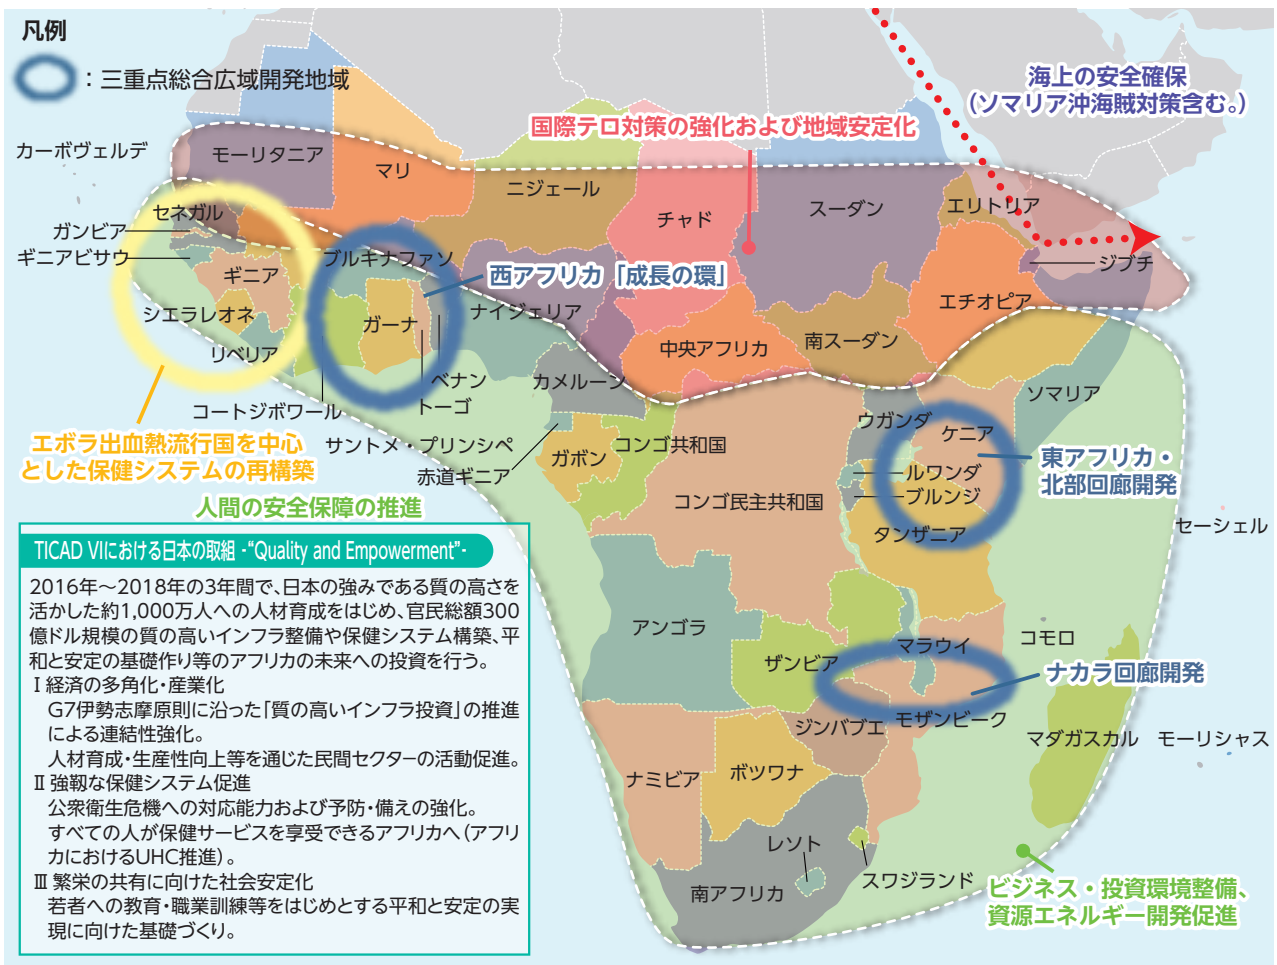 凡例
：三重点総合広域開発地域
海上の安全確保
（ソマリア沖海賊対策含む。）
国際テロ対策の強化および地域安定化
カーボヴェルデ
モーリタニア
マリ
ニジェール
チャド
スーダン
エリトリア
セネガル
ガンビア
ギニアビサウ
ギニア
ブルキナファソ
西アフリカ「成長の環」
ジブチ
エチオピア
シエラレオネ
ガーナ
ナイジェリア
リベリア
中央アフリカ
南スーダン
ベナン
カメルーン
トーゴ
コートジボワール
ソマリア
ウガンダ
ケニア
エボラ出血熱流行国を中心
とした保健システムの再構築
サントメ・プリンシペ
赤道ギニア
ガボン
コンゴ共和国
東アフリカ・
北部回廊開発
ルワンダ
ブルンジ
コンゴ民主共和国
タンザニア
セーシェル
人間の安全保障の推進
TICAD VIにおける日本の取組 -“Quality and Empowerment”-
2016年～2018年の3年間で、日本の強みである質の高さを
活かした約1,000万人への人材育成をはじめ、官民総額300
億ドル規模の質の高いインフラ整備や保健システム構築、平
和と安定の基礎作り等のアフリカの未来への投資を行う。
Ⅰ 経済の多角化・産業化
G7伊勢志摩原則に沿った「質の高いインフラ投資」の推進
による連結性強化。
人材育成・生産性向上等を通じた民間セクターの活動促進。
Ⅱ 強靱な保健システム促進
公衆衛生危機への対応能力および予防・備えの強化。
すべての人が保健サービスを享受できるアフリカへ（アフリ
カにおけるUHC推進）。
Ⅲ 繁栄の共有に向けた社会安定化
若者への教育・職業訓練等をはじめとする平和と安定の実
現に向けた基礎づくり。
アンゴラ
ザンビア
マラウイ
コモロ
ナカラ回廊開発
ジンバブエ
モザンビーク
マダガスカル
モーリシャス
ナミビア
ボツワナ
レソト
スワジランド
南アフリカ
ビジネス・投資環境整備、
資源エネルギー開発促進